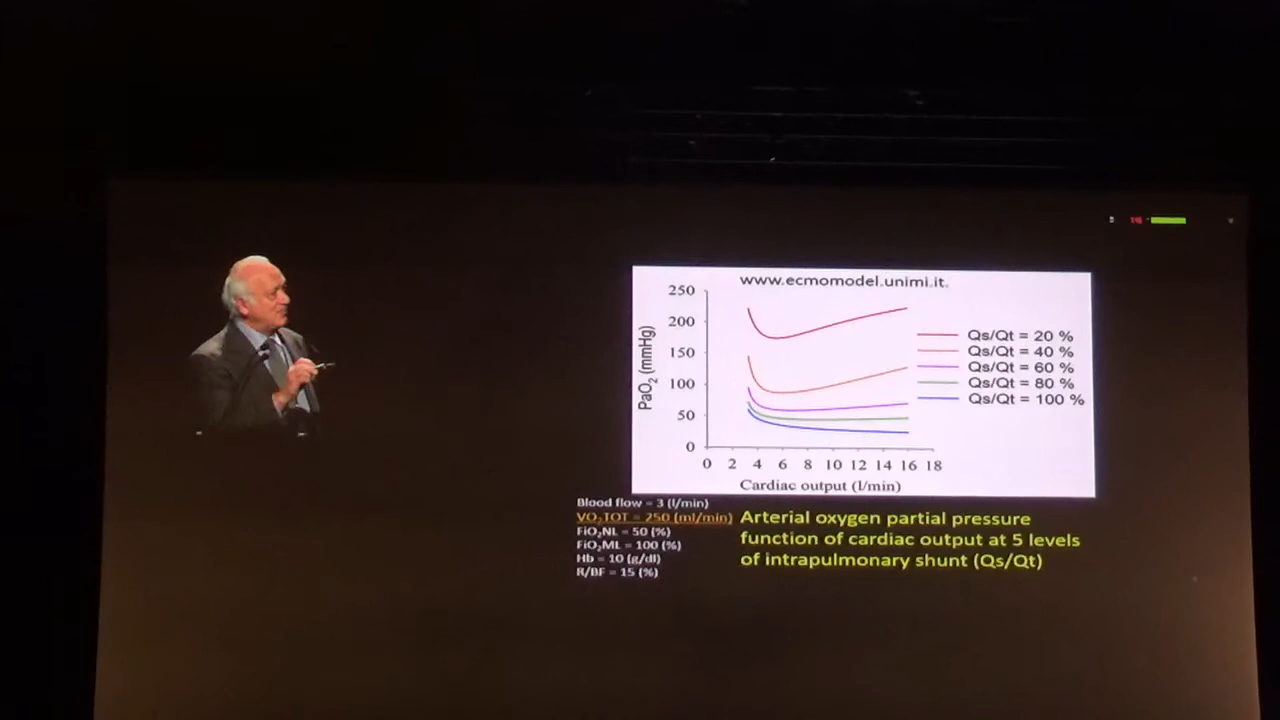 www.ecmomodel.unimi.it.
250
200
150
100
50
0
PaO₂ (mmHg)
0 2 4 6 8 10 12 14 16 18
Cardiac output (l/min)
Qs/Qt = 20 %
Qs/Qt = 40 %
Qs/Qt = 60 %
Qs/Qt = 80 %
Qs/Qt = 100 %
Blood flow = 3 (l/min)
VO₂TOT = 250 (ml/min)
FiO₂NL = 50 (%)
FiO₂ML = 100 (%)
Hb = 10 (g/dl)
R/BF = 15 (%)
Arterial oxygen partial pressure
function of cardiac output at 5 levels
of intrapulmonary shunt (Qs/Qt)